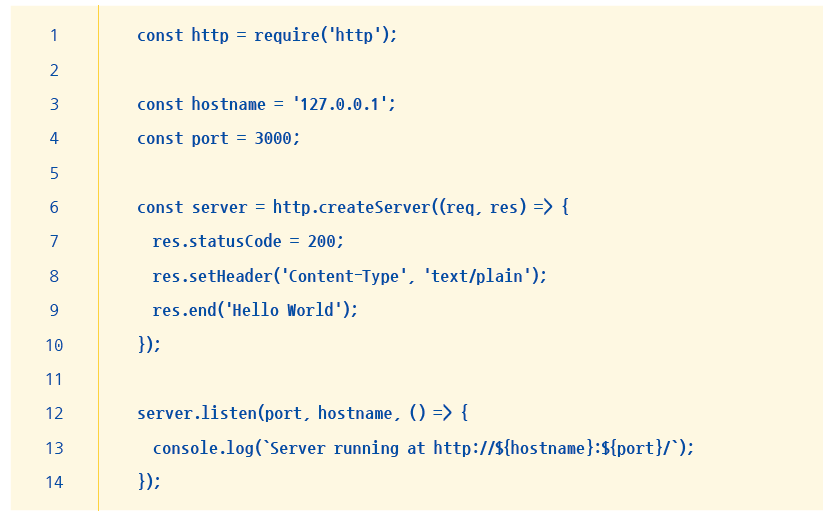 1 const http = require('http');
2
3 const hostname = '127.0.0.1';
4 const port = 3000;
5
6 const server = http.createServer((req, res) => {
7 res.statusCode = 200;
8 res.setHeader('Content-Type', 'text/plain');
9 res.end('Hello World');
10 });
11
12 server.listen(port, hostname, () => {
13 console.log(`Server running at http://${hostname}:${port}/`);
14 });